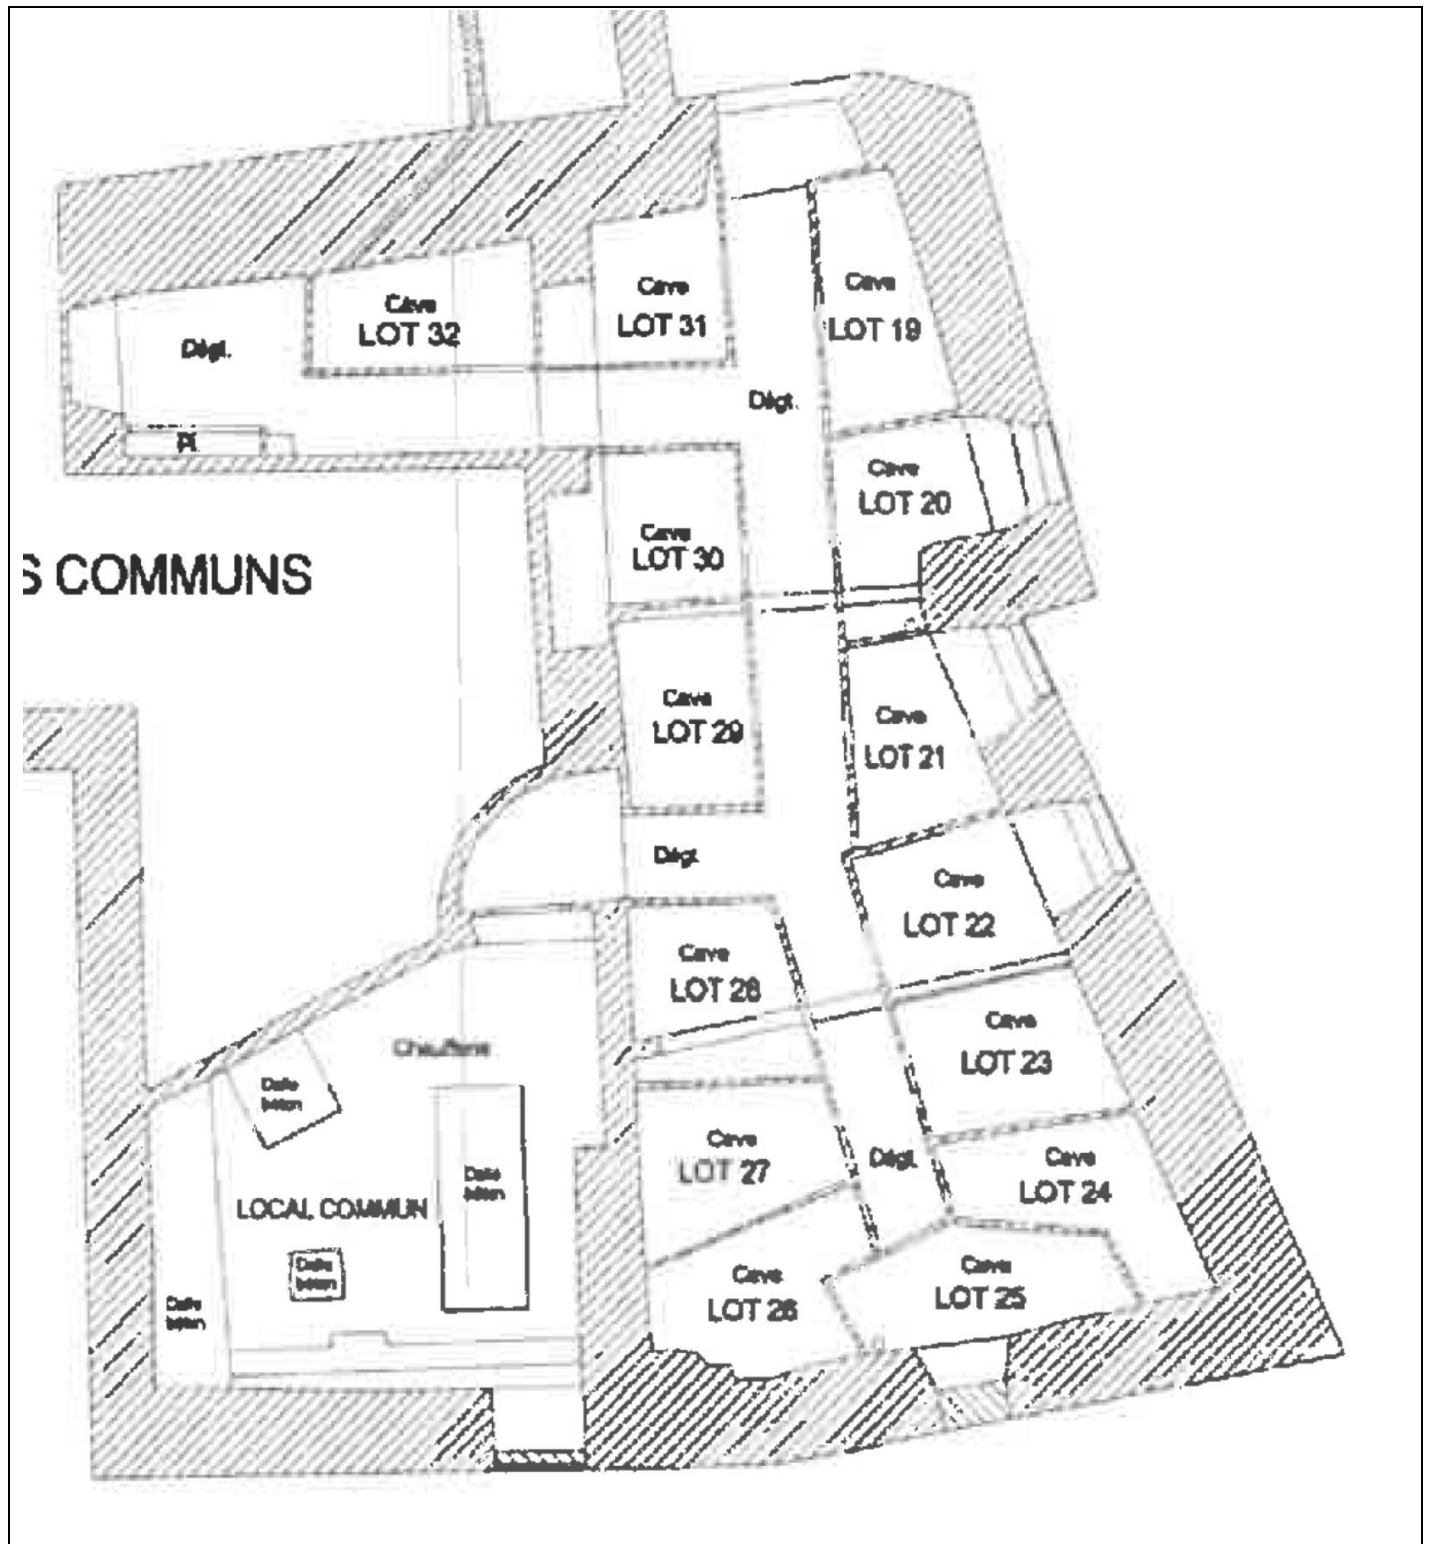 Cave
LOT 32
Cave
LOT 31
Cave
LOT 19
Dégt.
Dégt.
Pl.
Cave
LOT 20
Cave
LOT 30
S COMMUNS
Cave
LOT 29
Cave
LOT 21
Dégt
Cave
LOT 22
Cave
LOT 28
Cave
LOT 23
Chaufferie
Dalle
béton
Cave
LOT 27
Dégt.
Cave
LOT 24
Dalle
béton
LOCAL COMMUN
Dalle
béton
Cave
LOT 26
Cave
LOT 25
Dalle
béton